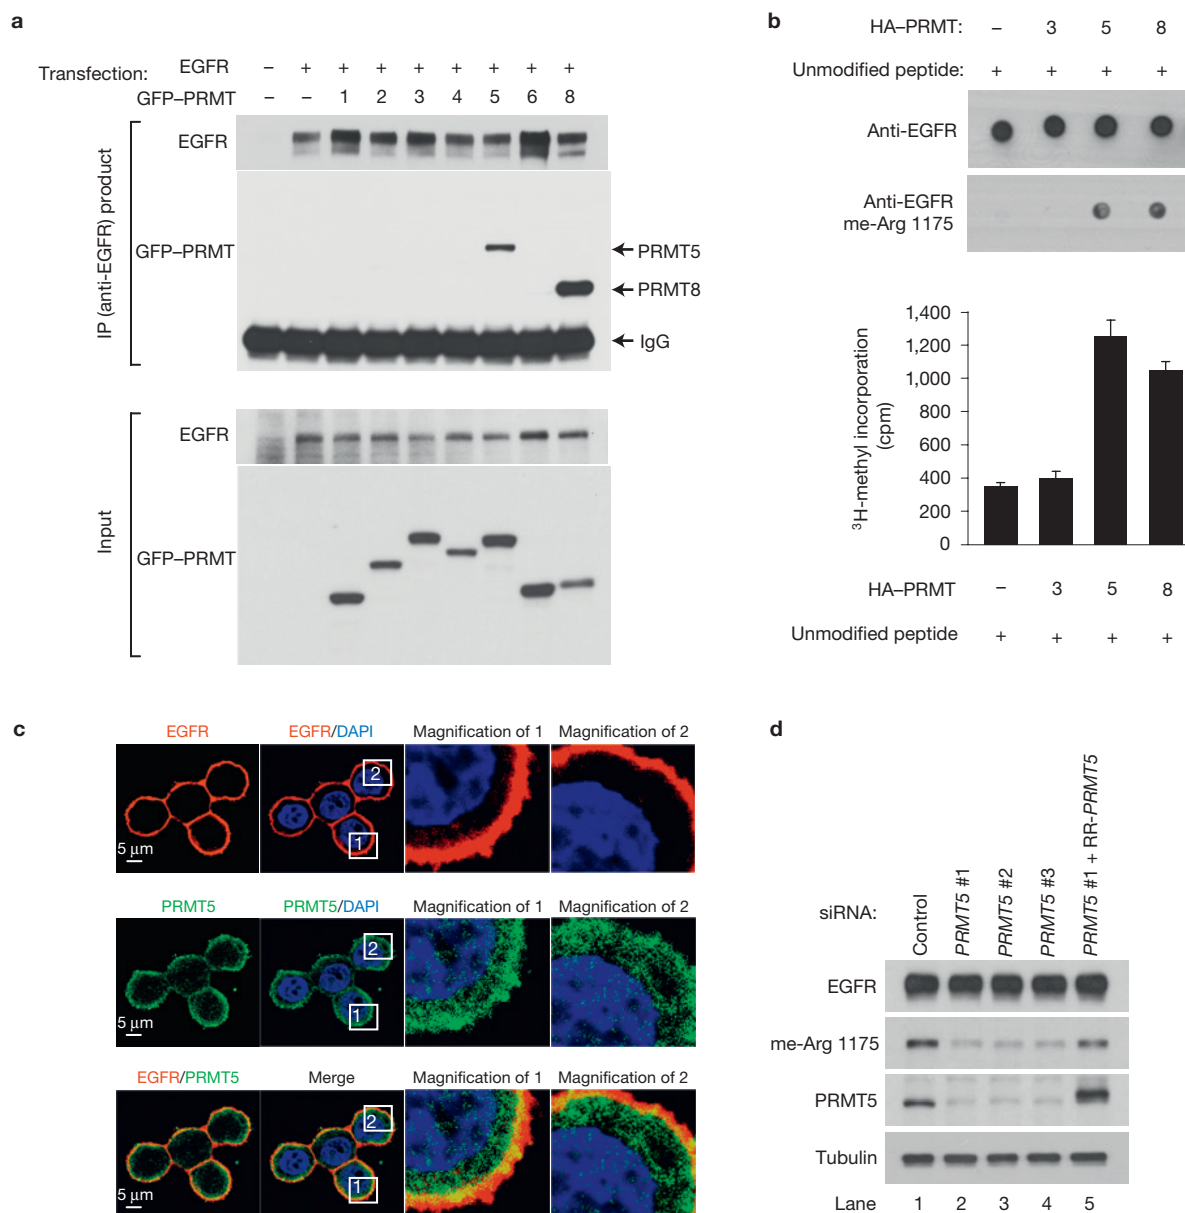 a
Transfection: EGFR – + + + + + + + +
GFP–PRMT – – 1 2 3 4 5 6 8
IP (anti-EGFR) product
EGFR
GFP–PRMT
PRMT5
PRMT8
IgG
Input
EGFR
GFP–PRMT
b
HA–PRMT: – 3 5 8
Unmodified peptide: + + + +
Anti-EGFR
Anti-EGFR
me-Arg 1175
³H-methyl incorporation
(cpm)
1,400
1,200
1,000
800
600
400
200
0
HA–PRMT – 3 5 8
Unmodified peptide + + + +
c
EGFR EGFR/DAPI Magnification of 1 Magnification of 2
2
1
5 μm
PRMT5 PRMT5/DAPI Magnification of 1 Magnification of 2
2
1
5 μm
EGFR/PRMT5 Merge Magnification of 1 Magnification of 2
2
1
5 μm
d
siRNA: Control PRMT5 #1 PRMT5 #2 PRMT5 #3 PRMT5 #1 + RR-PRMT5
EGFR
me-Arg 1175
PRMT5
Tubulin
Lane 1 2 3 4 5